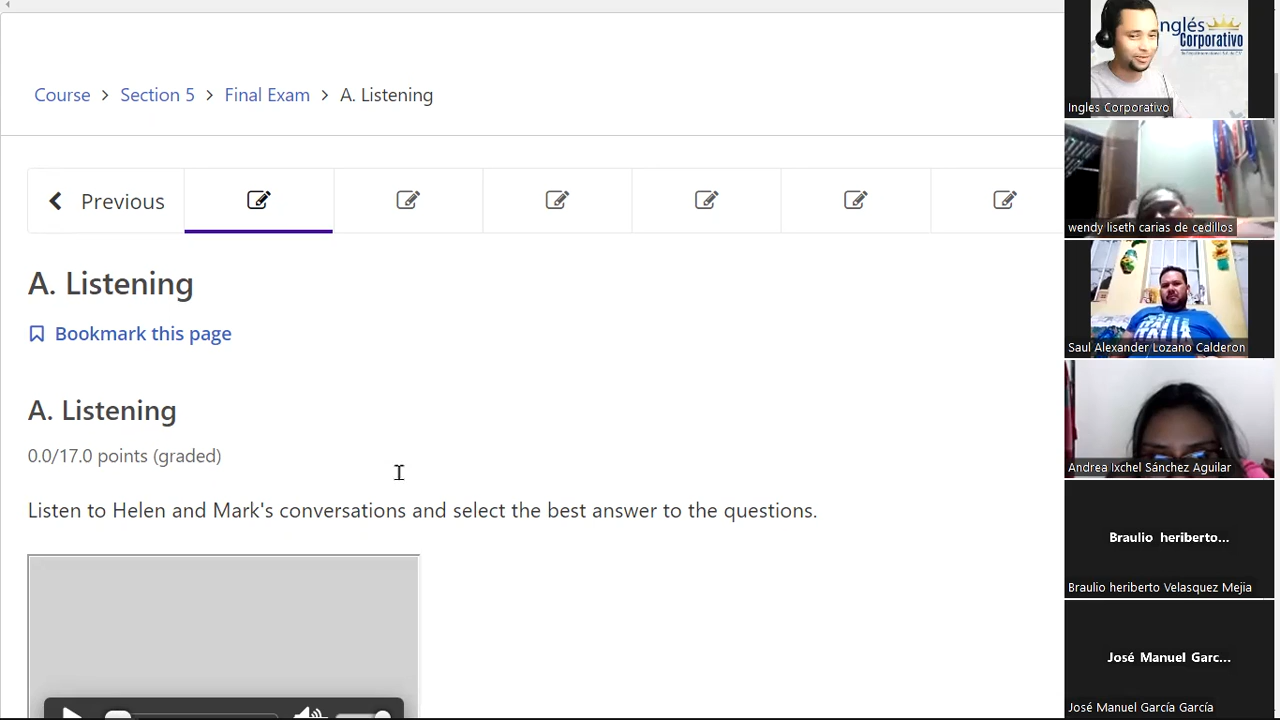 Course > Section 5 > Final Exam > A. Listening
Previous
A. Listening
Bookmark this page
A. Listening
0.0/17.0 points (graded)
Listen to Helen and Mark's conversations and select the best answer to the questions.
nglés
Corporativo
Ingles Corporativo
wendy liseth carias de cedillos
Saul Alexander Lozano Calderon
Andrea Ixchel Sánchez Aguilar
Braulio heriberto...
Braulio heriberto Velasquez Mejia
José Manuel Garc...
José Manuel García García